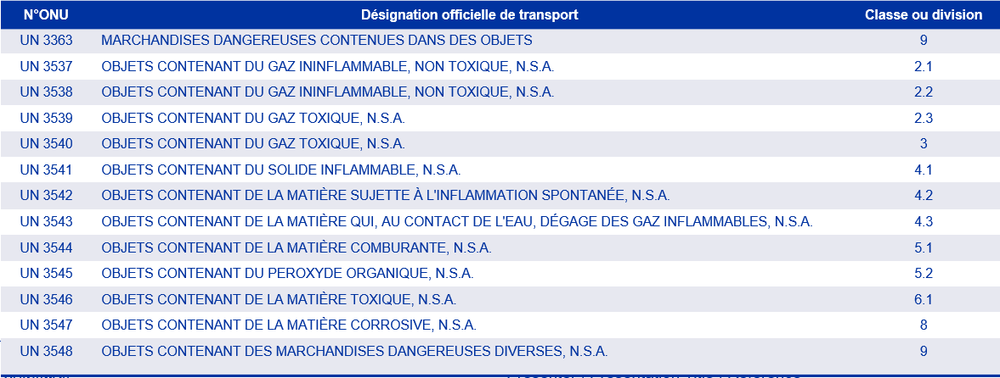 N°ONU Désignation officielle de transport Classe ou division
UN 3363 MARCHANDISES DANGEREUSES CONTENUES DANS DES OBJETS 9
UN 3537 OBJETS CONTENANT DU GAZ ININFLAMMABLE, NON TOXIQUE, N.S.A. 2.1
UN 3538 OBJETS CONTENANT DU GAZ ININFLAMMABLE, NON TOXIQUE, N.S.A. 2.2
UN 3539 OBJETS CONTENANT DU GAZ TOXIQUE, N.S.A. 2.3
UN 3540 OBJETS CONTENANT DU GAZ TOXIQUE, N.S.A. 3
UN 3541 OBJETS CONTENANT DU SOLIDE INFLAMMABLE, N.S.A. 4.1
UN 3542 OBJETS CONTENANT DE LA MATIÈRE SUJETTE À L'INFLAMMATION SPONTANÉE, N.S.A. 4.2
UN 3543 OBJETS CONTENANT DE LA MATIÈRE QUI, AU CONTACT DE L'EAU, DÉGAGE DES GAZ INFLAMMABLES, N.S.A. 4.3
UN 3544 OBJETS CONTENANT DE LA MATIÈRE COMBURANTE, N.S.A. 5.1
UN 3545 OBJETS CONTENANT DU PEROXYDE ORGANIQUE, N.S.A. 5.2
UN 3546 OBJETS CONTENANT DE LA MATIÈRE TOXIQUE, N.S.A. 6.1
UN 3547 OBJETS CONTENANT DE LA MATIÈRE CORROSIVE, N.S.A. 8
UN 3548 OBJETS CONTENANT DES MARCHANDISES DANGEREUSES DIVERSES, N.S.A. 9